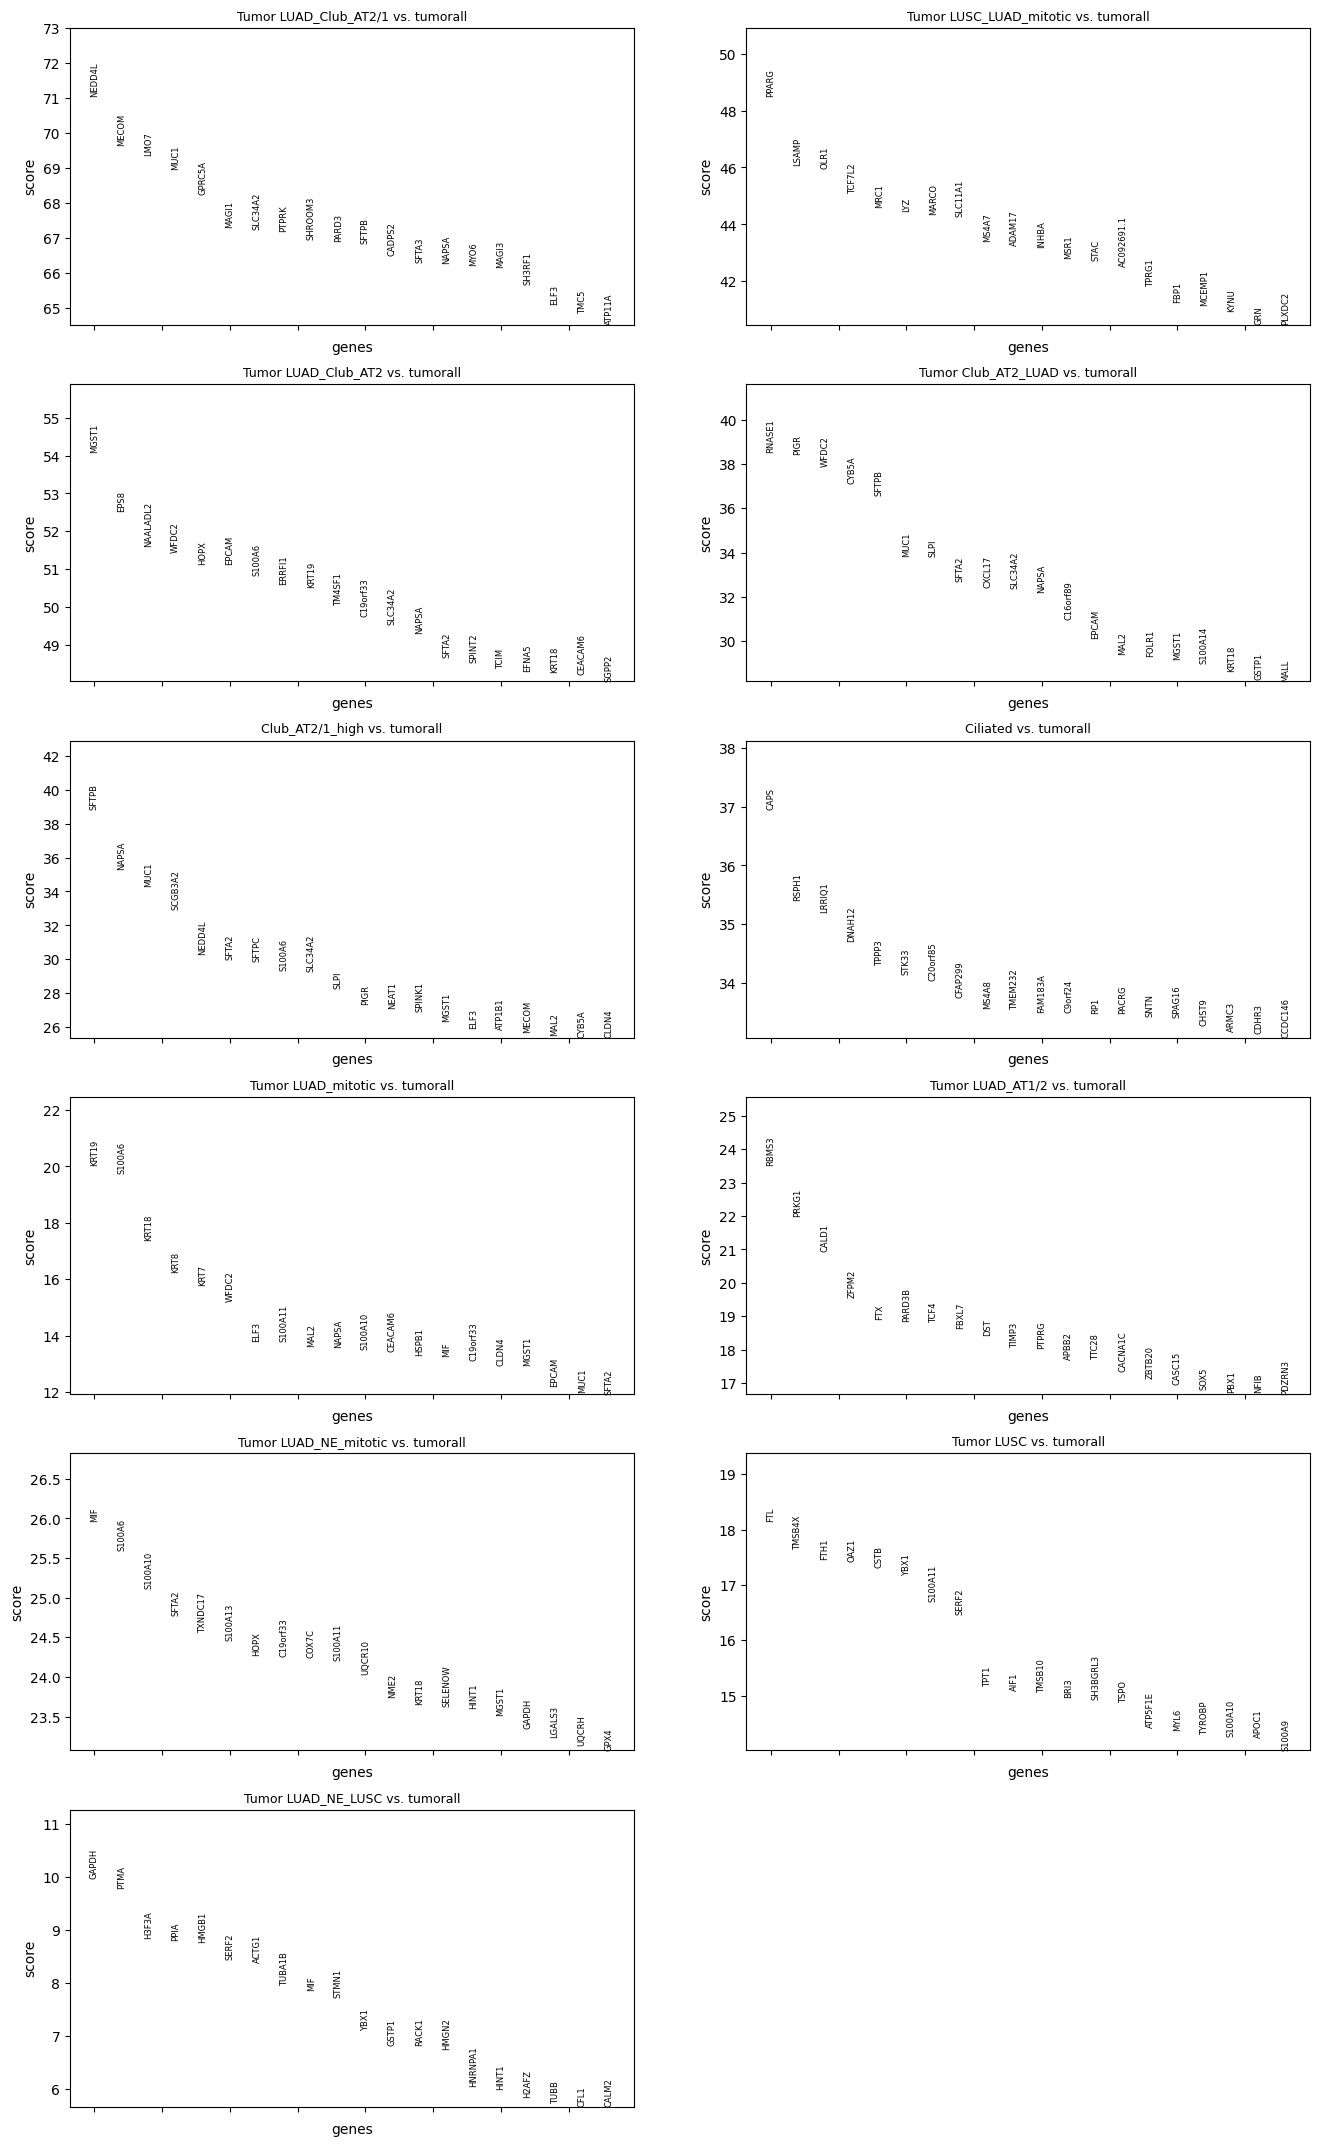 Tumor LUAD_Club_AT2/1 vs. tumorall
73
72
71
70
69
68
67
66
65
score
NEDD4L
MECOM
LMO7
MUC1
GPRC5A
MAGI1
SLC34A2
PTPRK
SHROOM3
PARD3
SFTPB
CADPS2
SFTA3
NAPSA
MYO6
MAGI3
SH3RF1
ELF3
TMC5
ATP11A
genes
Tumor LUSC_LUAD_mitotic vs. tumorall
50
48
46
44
42
score
PPARG
LSAMP
OLR1
TCF7L2
MRC1
LYZ
MARCO
SLC11A1
MS4A7
ADAM17
INHBA
MSR1
STAC
AC092691.1
TPRG1
FBP1
MCEMP1
KYNU
GRN
PLXDC2
genes
Tumor LUAD_Club_AT2 vs. tumorall
55
54
53
52
51
50
49
score
MGST1
EPS8
NAALADL2
WFDC2
HOPX
EPCAM
S100A6
ERRFI1
KRT19
TM4SF1
C19orf33
SLC34A2
NAPSA
SFTA2
SPINT2
TCIM
EFNA5
KRT18
CEACAM6
SGPP2
genes
Tumor Club_AT2_LUAD vs. tumorall
40
38
36
34
32
30
score
RNASE1
PIGR
WFDC2
CYB5A
SFTPB
MUC1
SLPI
SFTA2
CXCL17
SLC34A2
NAPSA
C16orf89
EPCAM
MAL2
FOLR1
MGST1
S100A14
KRT18
GSTP1
MALL
genes
Club_AT2/1_high vs. tumorall
42
40
38
36
34
32
30
28
26
score
SFTPB
NAPSA
MUC1
SCGB3A2
NEDD4L
SFTA2
SFTPC
S100A6
SLC34A2
SLPI
PIGR
NEAT1
SPINK1
MGST1
ELF3
ATP1B1
MECOM
MAL2
CYB5A
CLDN4
genes
Ciliated vs. tumorall
38
37
36
35
34
score
CAPS
RSPH1
LRRIQ1
DNAH12
TPPP3
STK33
C20orf85
CFAP299
MS4A8
TMEM232
FAM183A
C9orf24
RP1
PACRG
SNTN
SPAG16
CHST9
ARMC3
CDHR3
CCDC146
genes
Tumor LUAD_mitotic vs. tumorall
22
20
18
16
14
12
score
KRT19
S100A6
KRT18
KRT8
KRT7
WFDC2
ELF3
S100A11
MAL2
NAPSA
S100A10
CEACAM6
HSPB1
MIF
C19orf33
CLDN4
MGST1
EPCAM
MUC1
SFTA2
genes
Tumor LUAD_AT1/2 vs. tumorall
25
24
23
22
21
20
19
18
17
score
RBMS3
PRKG1
CALD1
ZFPM2
FTX
PARD3B
TCF4
FBXL7
DST
TIMP3
PTPRG
APBB2
TTC28
CACNA1C
ZBTB20
CASC15
SOX5
PBX1
NFIB
PDZRN3
genes
Tumor LUAD_NE_mitotic vs. tumorall
26.5
26.0
25.5
25.0
24.5
24.0
23.5
score
MIF
S100A6
S100A10
SFTA2
TXNDC17
S100A13
HOPX
C19orf33
COX7C
S100A11
UQCR10
NME2
KRT18
SELENOW
HINT1
MGST1
GAPDH
LGALS3
UQCRH
GPX4
genes
Tumor LUSC vs. tumorall
19
18
17
16
15
score
FTL
TMSB4X
FTH1
OAZ1
CSTB
YBX1
S100A11
SERF2
TPT1
AIF1
TMSB10
BRI3
SH3BGRL3
TSPO
ATP5F1E
MYL6
TYROBP
S100A10
APOC1
S100A9
genes
Tumor LUAD_NE_LUSC vs. tumorall
11
10
9
8
7
6
score
GAPDH
PTMA
H3F3A
PPIA
HMGB1
SERF2
ACTG1
TUBA1B
MIF
STMN1
YBX1
GSTP1
RACK1
HMGN2
HNRNPA1
HINT1
H2AFZ
TUBB
CFL1
CALM2
genes